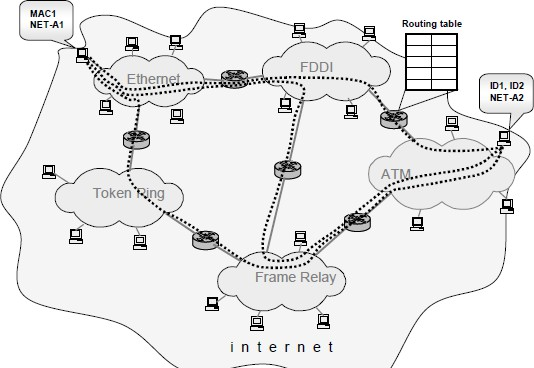 MAC1
NET-A1
Routing table
FDDI
Ethernet
ID1, ID2
NET-A2
ATM
Token Ring
Frame Relay
internet